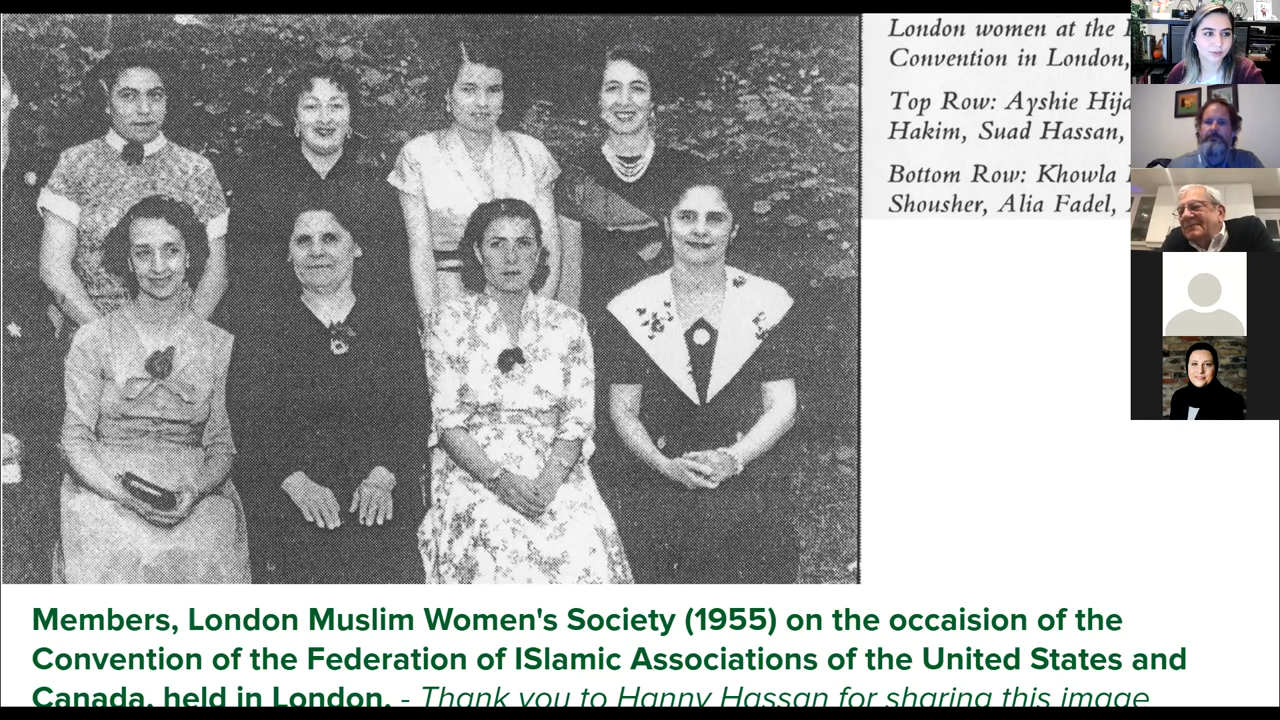 London women at the
Convention in London,
Top Row: Ayshie
Hakim, Suad Hassan,
Bottom Row: Khowla
Shousher, Alia Fadel,
Members, London Muslim Women's Society (1955) on the occaision of the
Convention of the Federation of ISlamic Associations of the United States and
Canada, held in London. - Thank you to Hanny Hassan for sharing this image